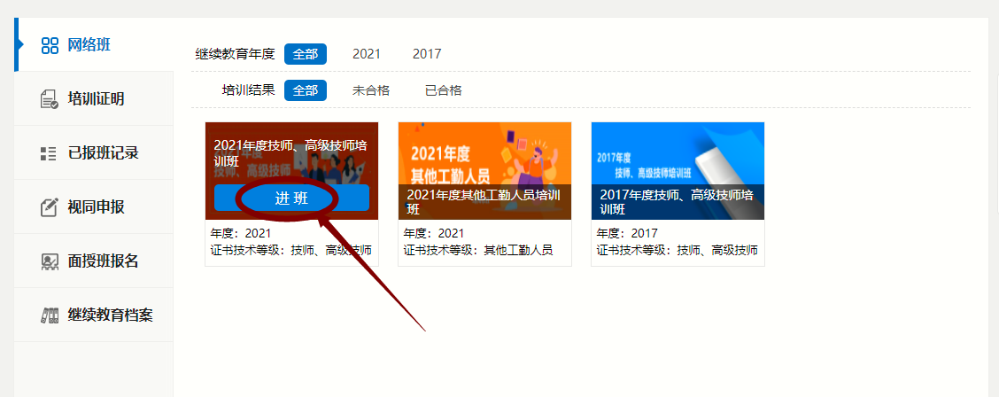 网络班
培训证明
已报班记录
视同申报
面授班报名
继续教育档案
继续教育年度 全部 2021 2017
培训结果 全部 未合格 已合格
2021年度技师、高级技师培
训班
进 班
年度：2021
证书技术等级：技师、高级技师
2021年度
其他工勤人员
2021年度其他工勤人员培训
班
年度：2021
证书技术等级：其他工勤人员
2017年度
技师、高级技师培训班
2017年度技师、高级技师培
训班
年度：2017
证书技术等级：技师、高级技师